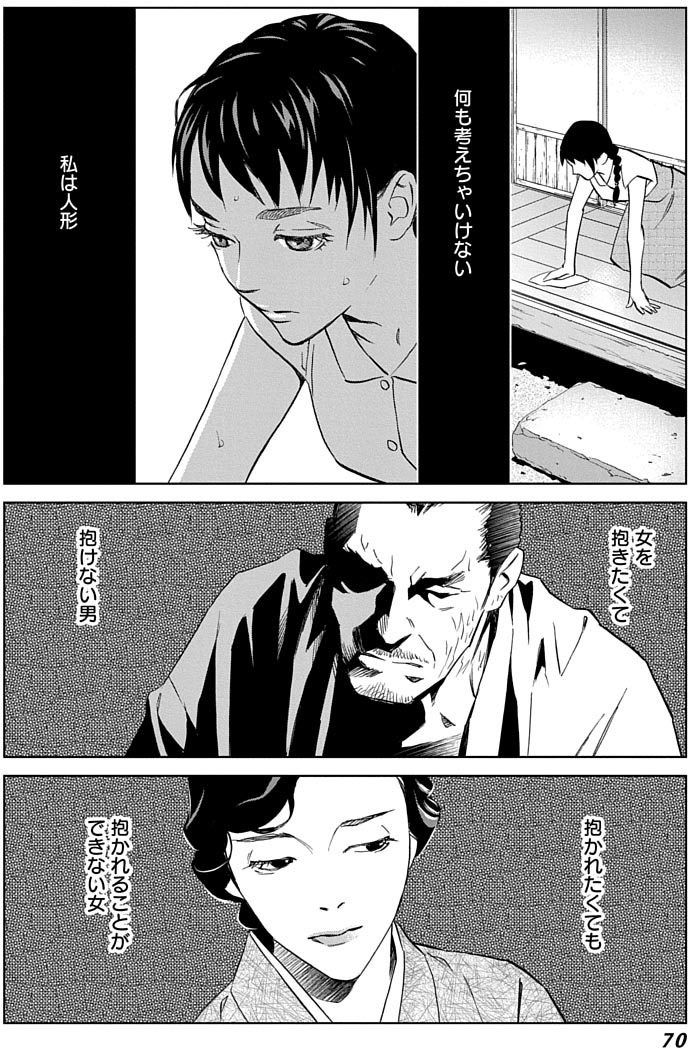 何も考えちゃいけない
私は人形
女を
抱きたくて
抱けない男
抱かれたくても
抱かれることが
できない女
70